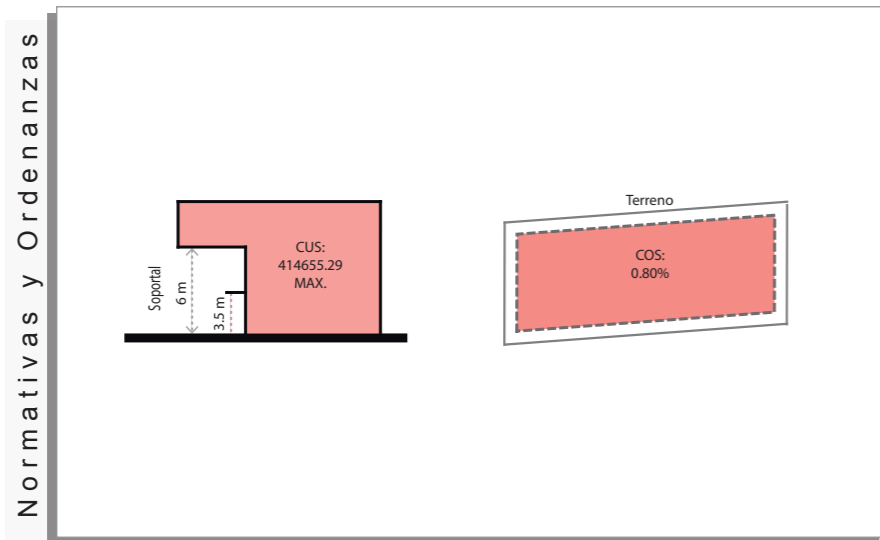 Normativas y Ordenanzas
Soportal
6 m
3.5 m
CUS:
414655.29
MAX.
Terreno
COS:
0.80%